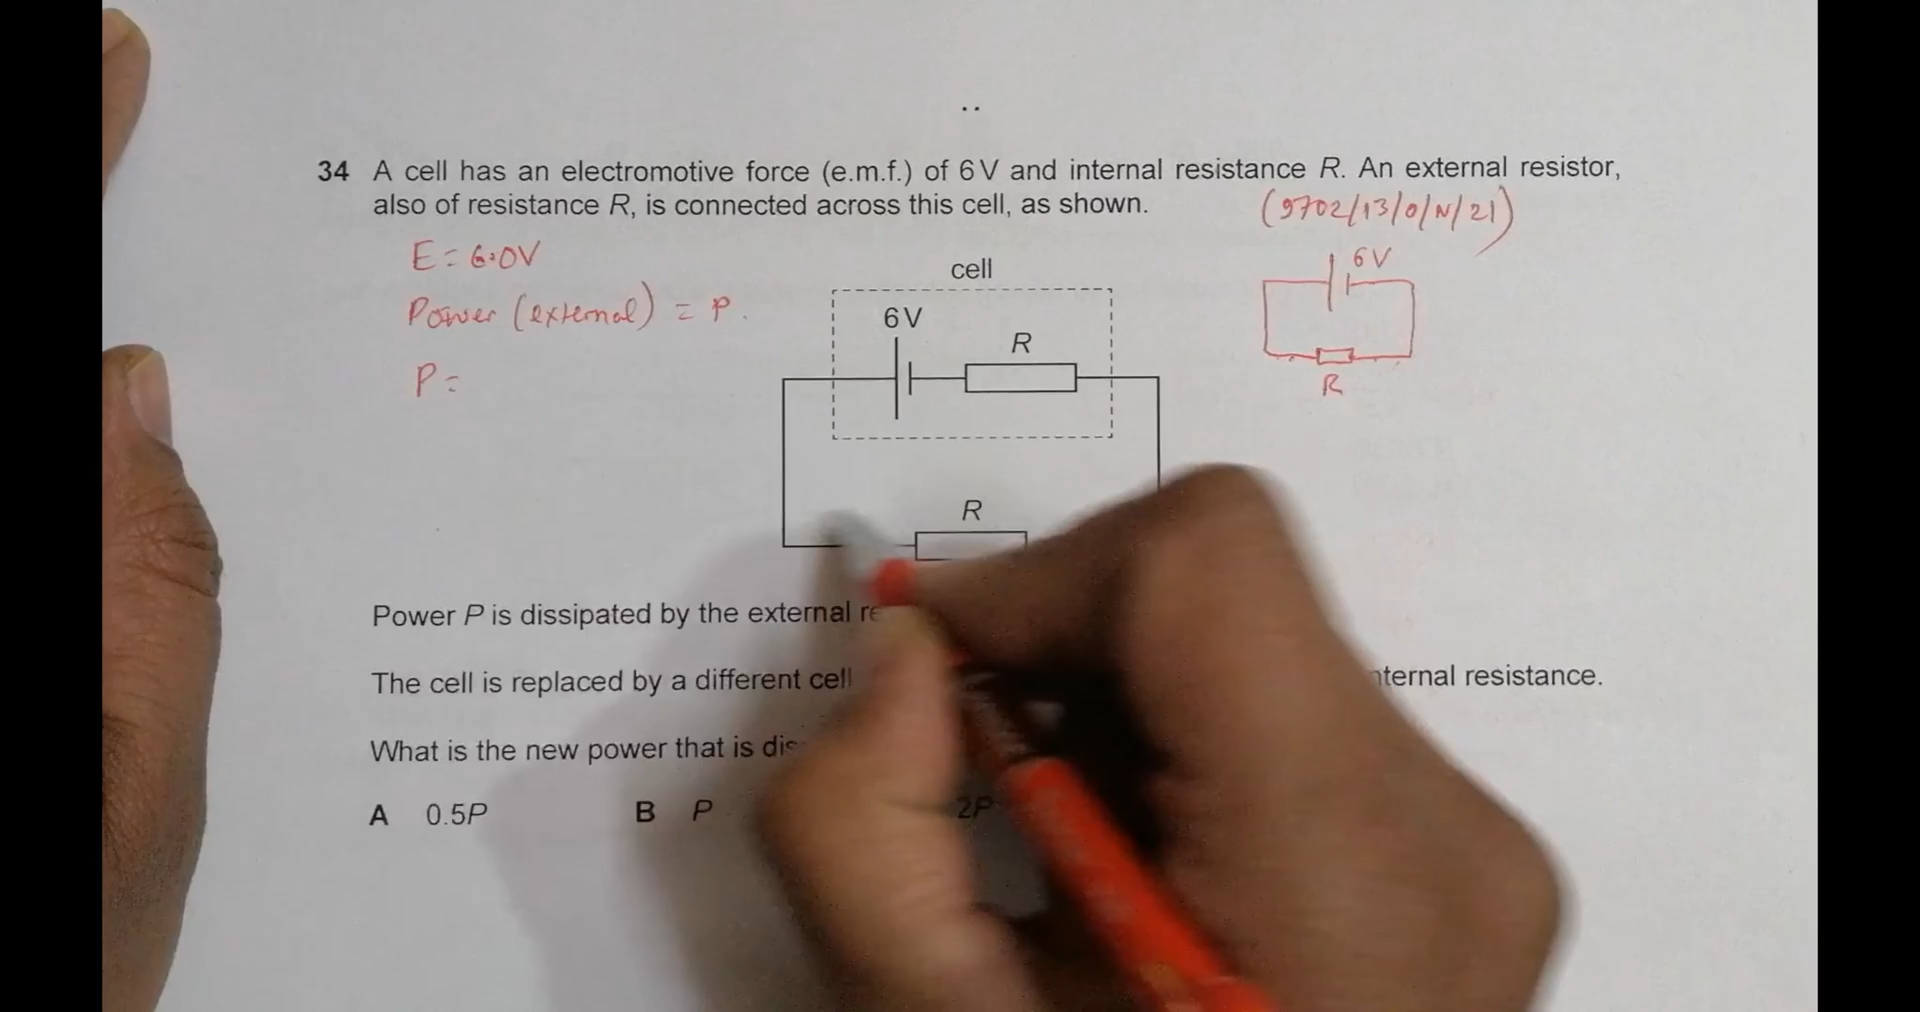 34 A cell has an electromotive force (e.m.f.) of 6 V and internal resistance R. An external resistor,
also of resistance R, is connected across this cell, as shown.
(9702/13/O/N/21)
E = 6.0V
Power (external) = P.
P =
cell
6V
R
R
6V
R
Power P is dissipated by the external
The cell is replaced by a different cell
resistance.
What is the new power that is
A 0.5P B P 2P